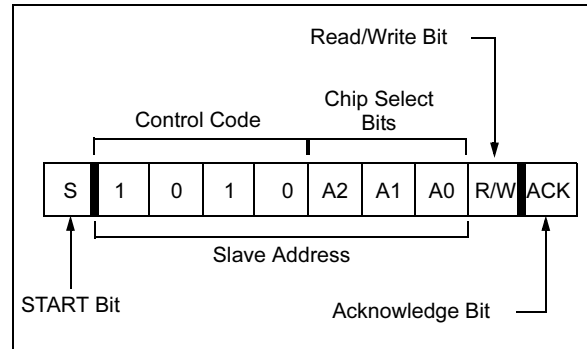 Read/Write Bit
Chip Select
Bits
Control Code
S 1 0 1 0 A2 A1 A0 R/W ACK
Slave Address
START Bit
Acknowledge Bit